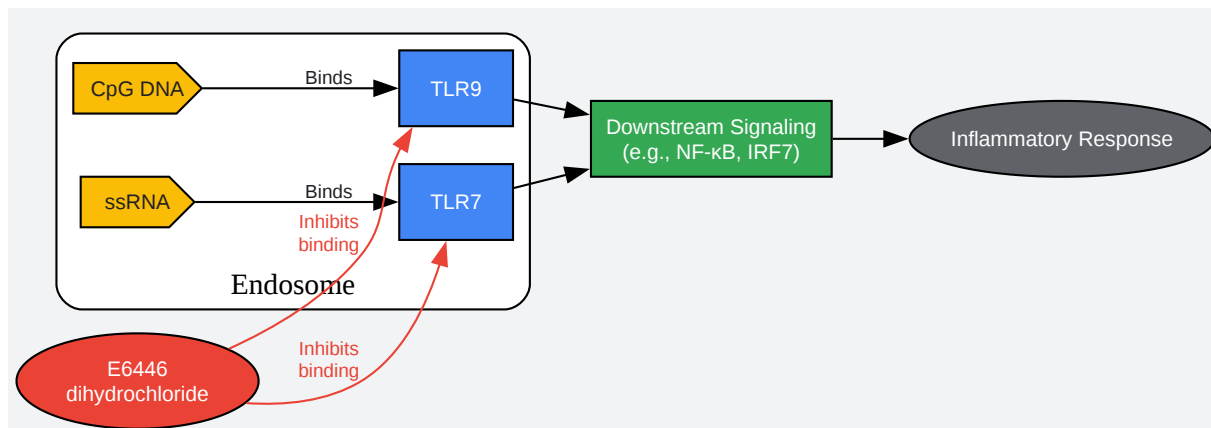 CpG DNA
Binds
TLR9
ssRNA
Binds
TLR7
Inhibits
binding
Endosome
Downstream Signaling
(e.g., NF-κB, IRF7)
Inflammatory Response
E6446
dihydrochloride
Inhibits
binding